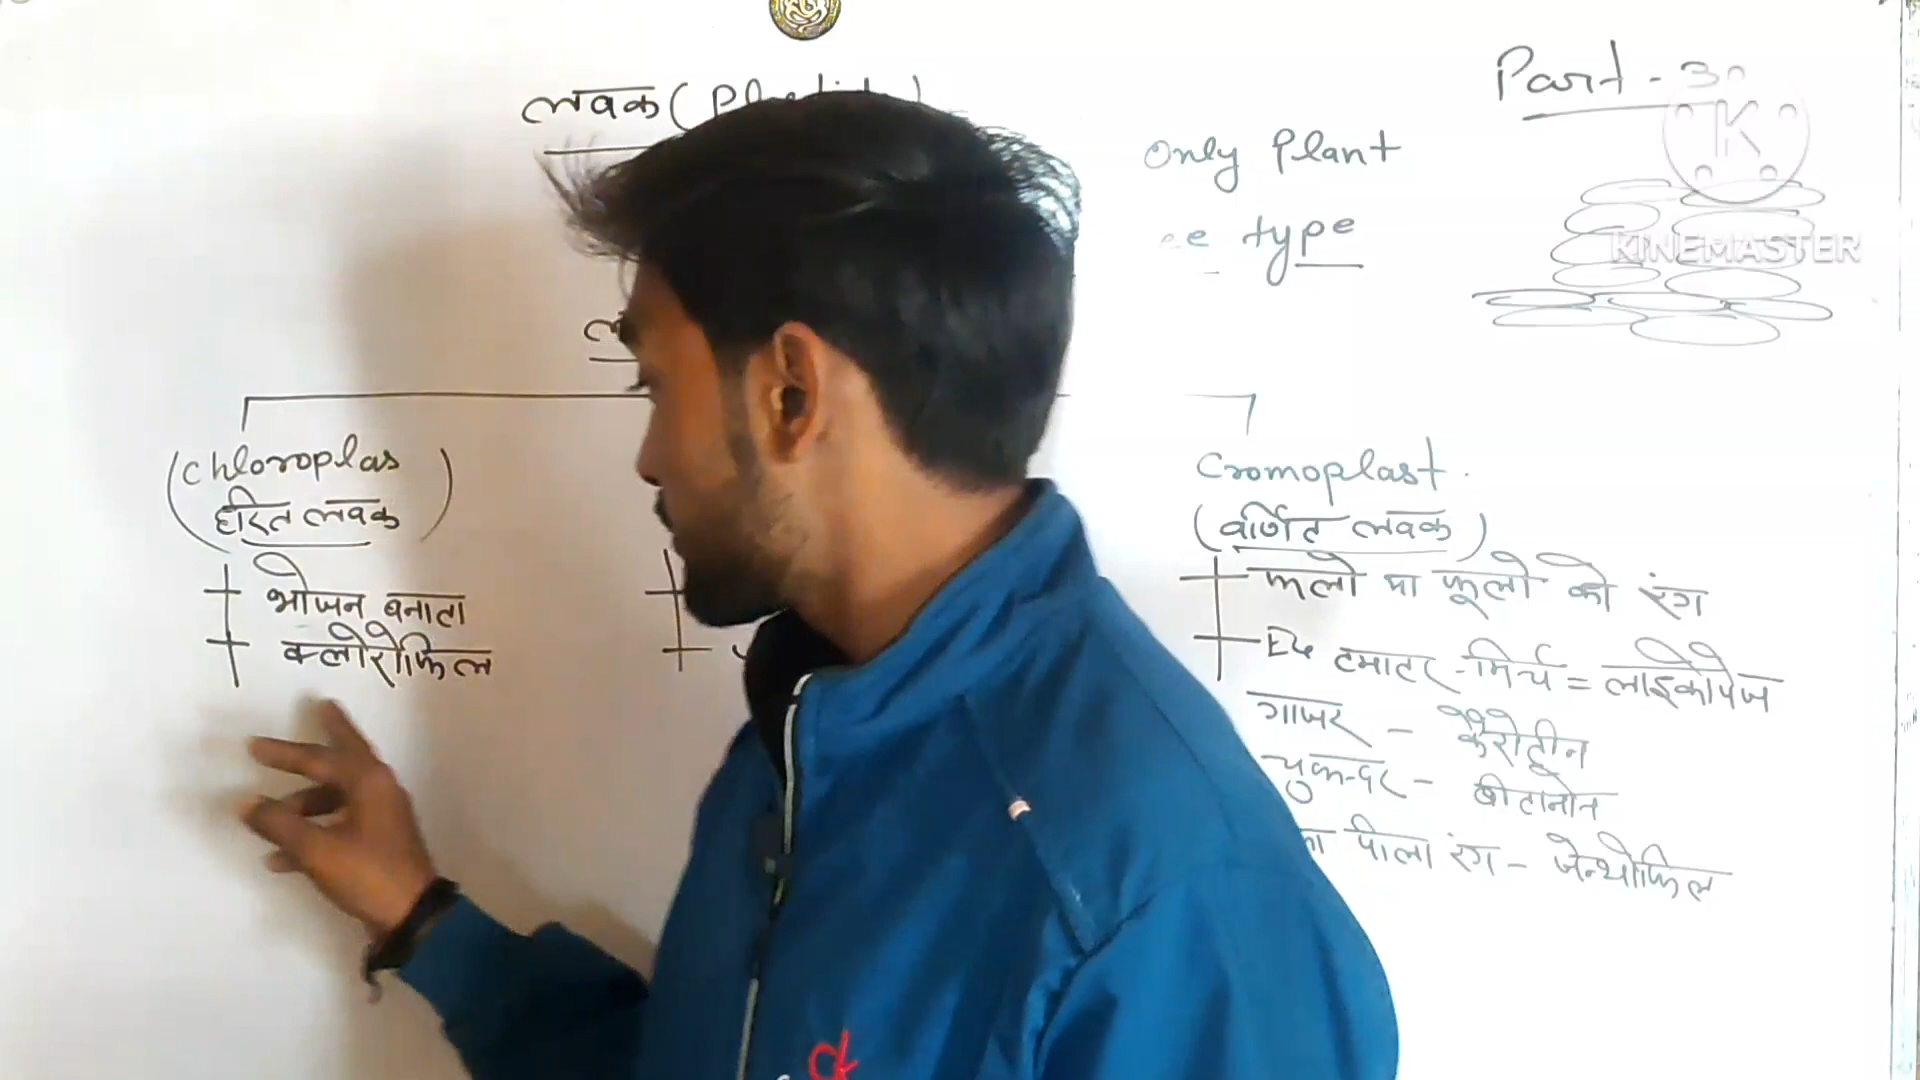 लवक (
Part - 3
Only Plant
type
Chloroplas
(हरित लवक)
भोजन बनाता
क्लोरोफिल
Cromoplast
(वर्णित लवक)
फलो या फूलो को रंग
टमाटर - मिर्च = लाइकोपेज
गाजर - कैरोटीन
चुकन्दर - बीटानीन
पीला रंग - जेन्थोफिल
KINEMASTER